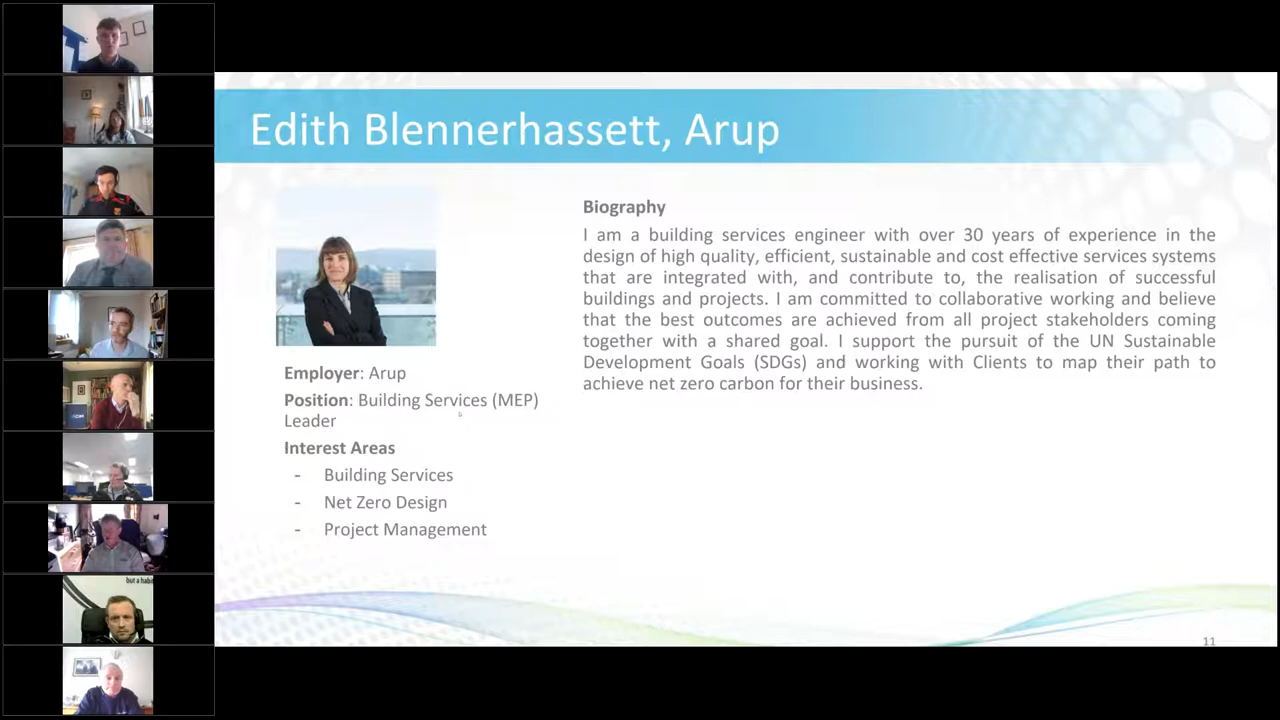 but a habi
Edith Blennerhassett, Arup
Employer: Arup
Position: Building Services (MEP)
Leader
Interest Areas
- Building Services
- Net Zero Design
- Project Management
Biography
I am a building services engineer with over 30 years of experience in the
design of high quality, efficient, sustainable and cost effective services systems
that are integrated with, and contribute to, the realisation of successful
buildings and projects. I am committed to collaborative working and believe
that the best outcomes are achieved from all project stakeholders coming
together with a shared goal. I support the pursuit of the UN Sustainable
Development Goals (SDGs) and working with Clients to map their path to
achieve net zero carbon for their business.
11